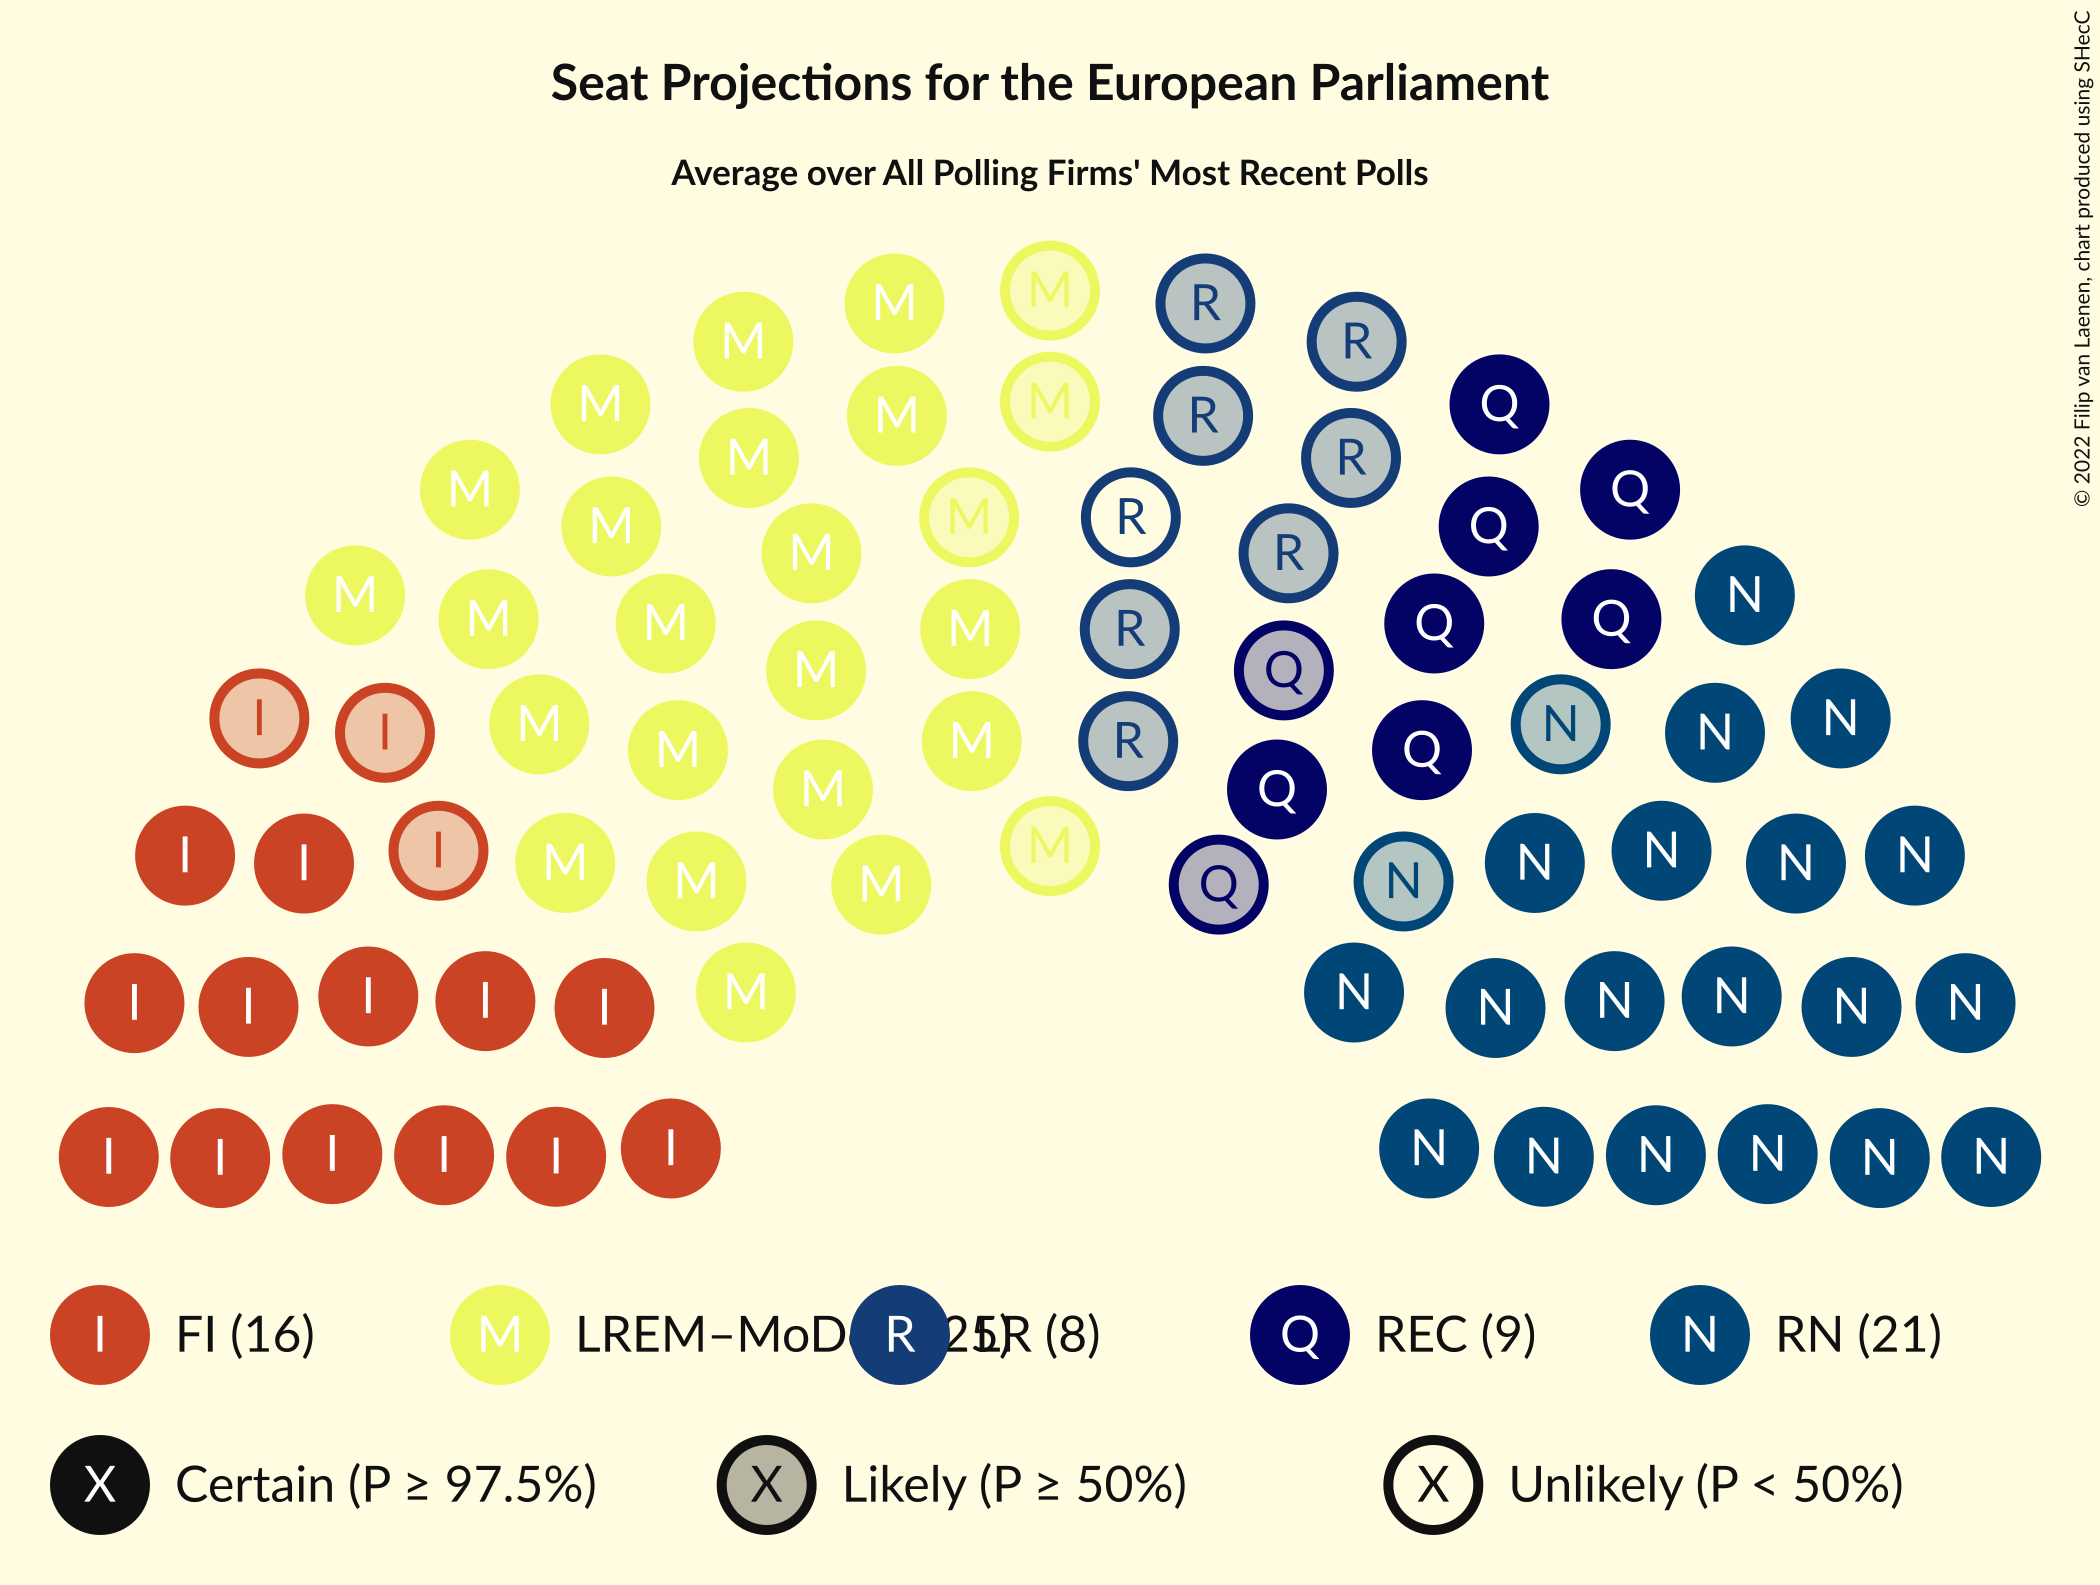 Seat Projections for the European Parliament
Average over All Polling Firms' Most Recent Polls
© 2022 Filip van Laenen, chart produced using SHecC
M
M R
M R
M M Q
M R
M R
M Q
M R
M Q
M R
M N
M Q
M Q
M R
M Q
I N
M N
I N
M R
M Q
M Q
M
I N
I N
I M N N
M N
M Q
I I I I I M N N N N N N
I I I I I I N N N N N N
I FI (16) M LREM–MoD R LR (8) Q REC (9) N RN (21)
X Certain (P ≥ 97.5%) X Likely (P ≥ 50%) X Unlikely (P < 50%)